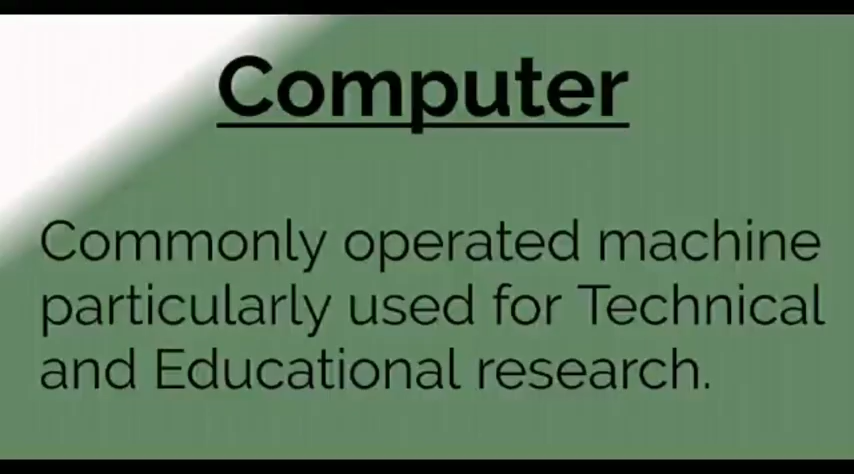 Computer
Commonly operated machine
particularly used for Technical
and Educational research.